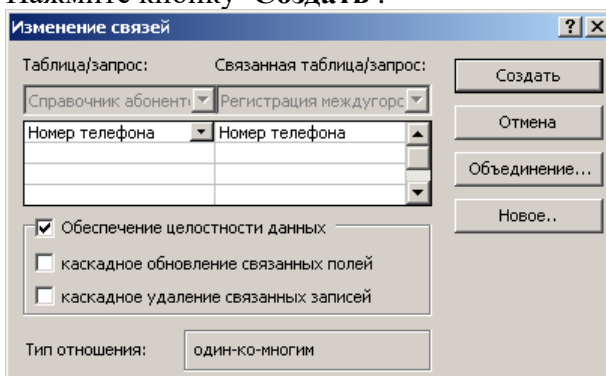 Нажмите кнопку "Создать".
Изменение связей
Таблица/запрос: Связанная таблица/запрос:
Создать
Справочник абонент Регистрация междугорс
Номер телефона Номер телефона
Отмена
Объединение...
Новое..
Обеспечение целостности данных
каскадное обновление связанных полей
каскадное удаление связанных записей
Тип отношения: один-ко-многим